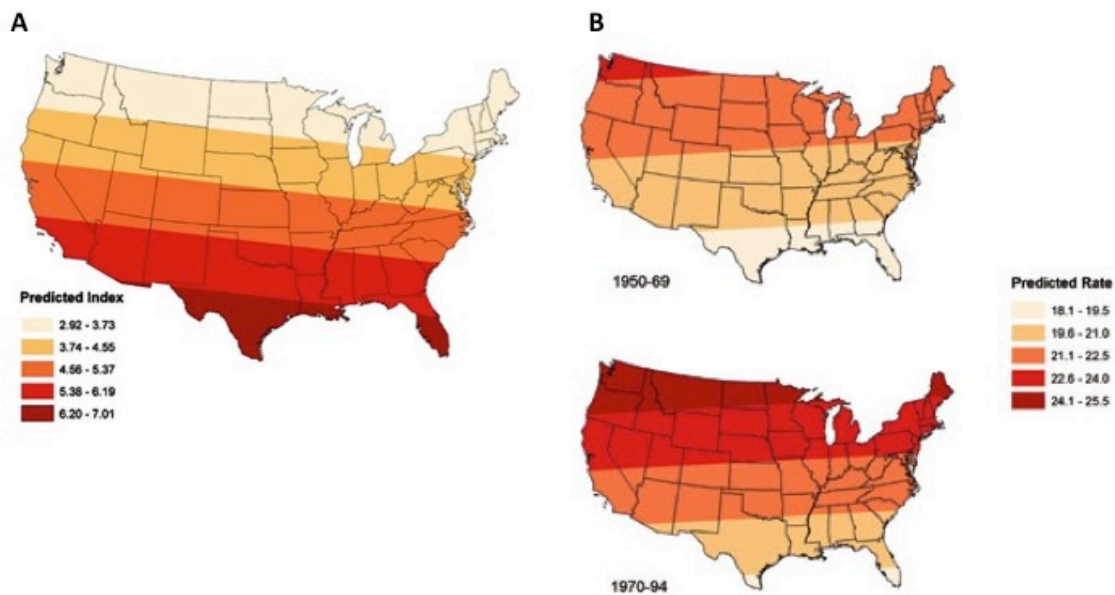 A
Predicted Index
2.92 - 3.73
3.74 - 4.55
4.56 - 5.37
5.38 - 6.19
6.20 - 7.01
B
1950-69
1970-94
Predicted Rate
18.1 - 19.5
19.6 - 21.0
21.1 - 22.5
22.6 - 24.0
24.1 - 25.5